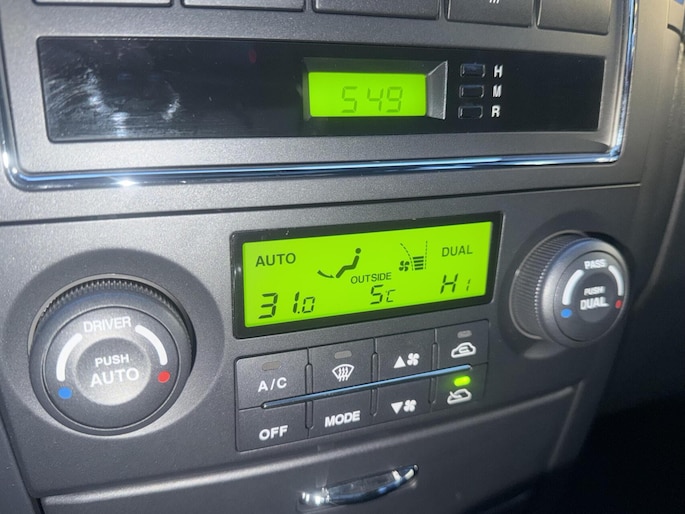 549
H
M
R
AUTO
DUAL
OUTSIDE
31.0
5c
HI
DRIVER
PUSH
AUTO
PASS
PUSH
DUAL
A/C
OFF
MODE